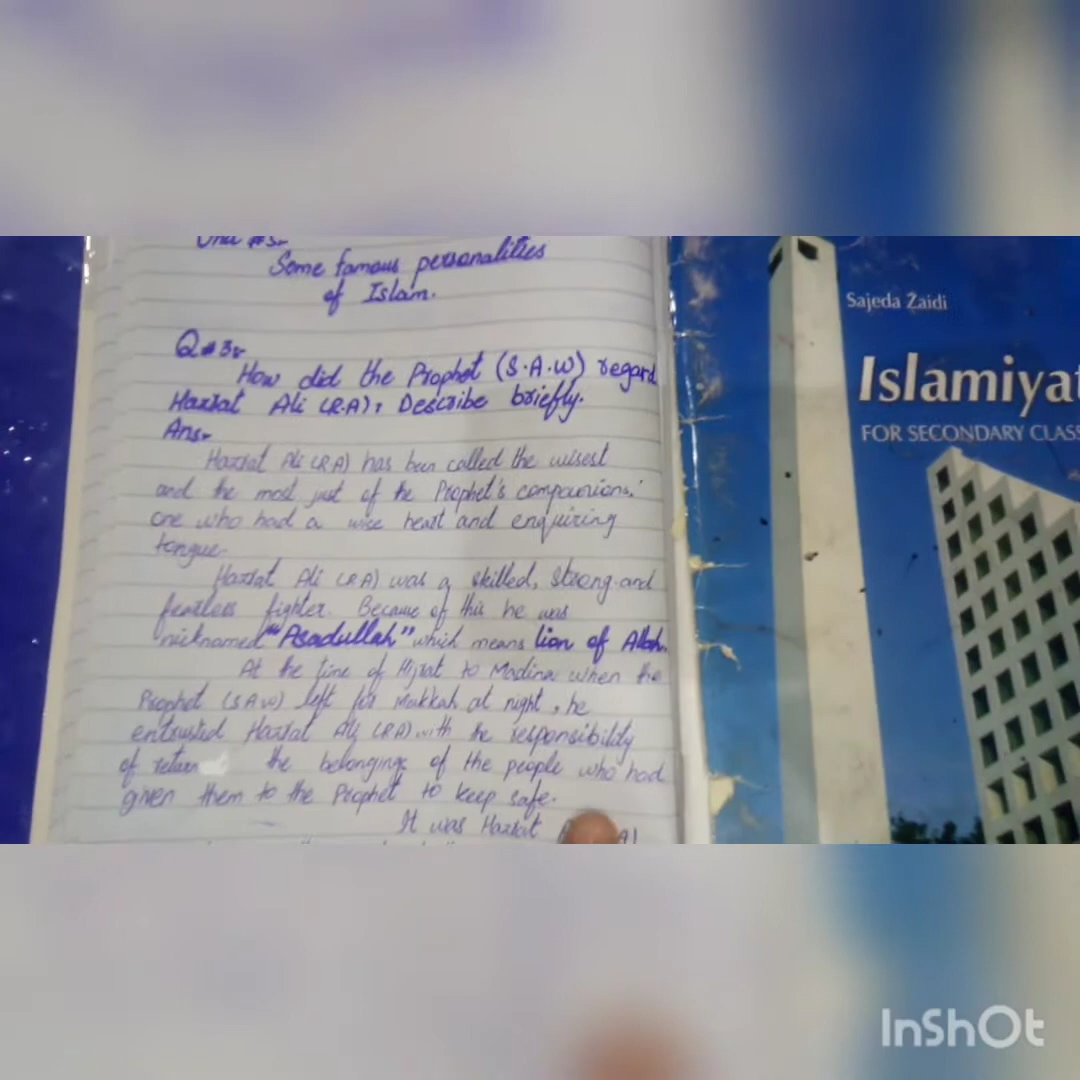 Some famous personalities
of Islam.
Q#3:-
How did the Prophet (S.A.W) regard
Hazrat Ali (R.A), Describe briefly.
Ans:-
Hazrat Ali (RA) has been called the wisest
and the most just of the Prophet's companions,'
one who had a wise heart and enquiring
tongue.
Hazrat Ali (RA) was a skilled, strong and
fearless fighter. Because of this he was
nicknamed "Asadullah" which means lion of Allah.
At the time of Hijrat to Madina when the
Prophet (SAW) left for Makkah at night, he
entrusted Hazrat Ali (RA) with the responsibility
of return the belongings of the people who had
given them to the Prophet to keep safe.
It was Hazrat
Sajeda Zaidi
Islamiyat
FOR SECONDARY CLASS
InShOt